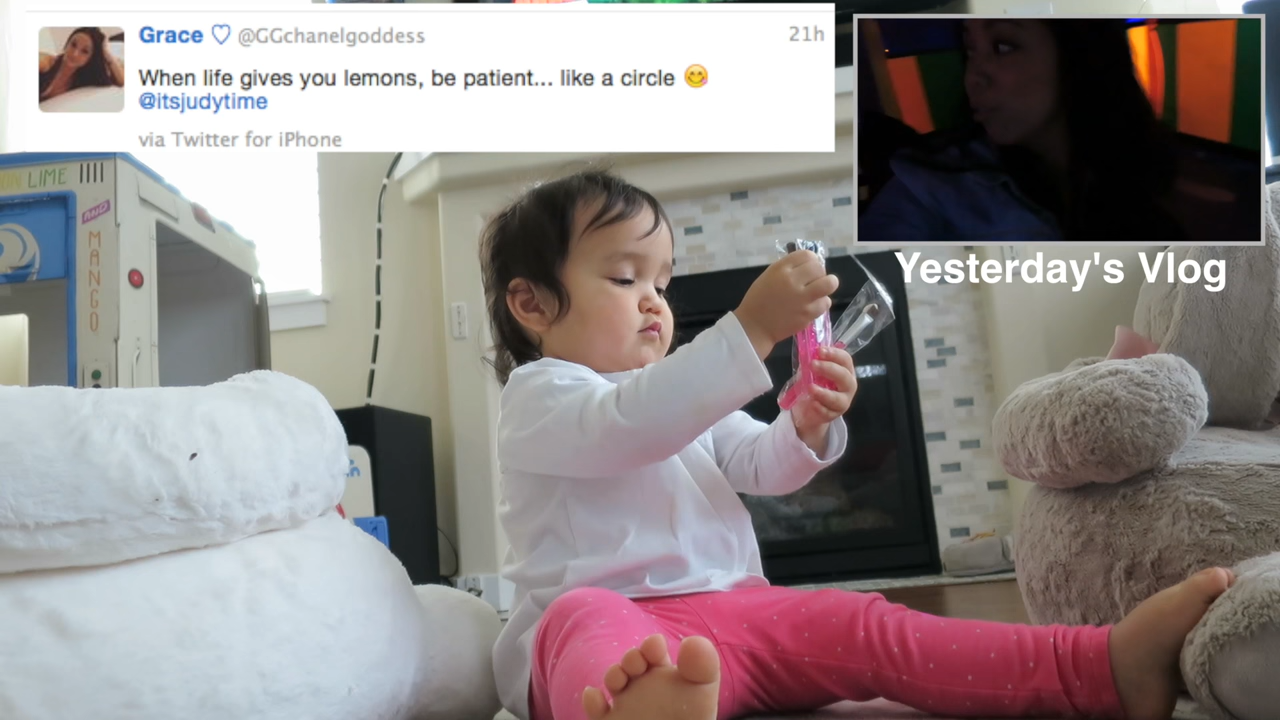 Grace ♡ @GGchanelgoddess 21h
When life gives you lemons, be patient... like a circle 😋
@itsjudytime
via Twitter for iPhone
LIME
AND
MANGO
Yesterday's Vlog